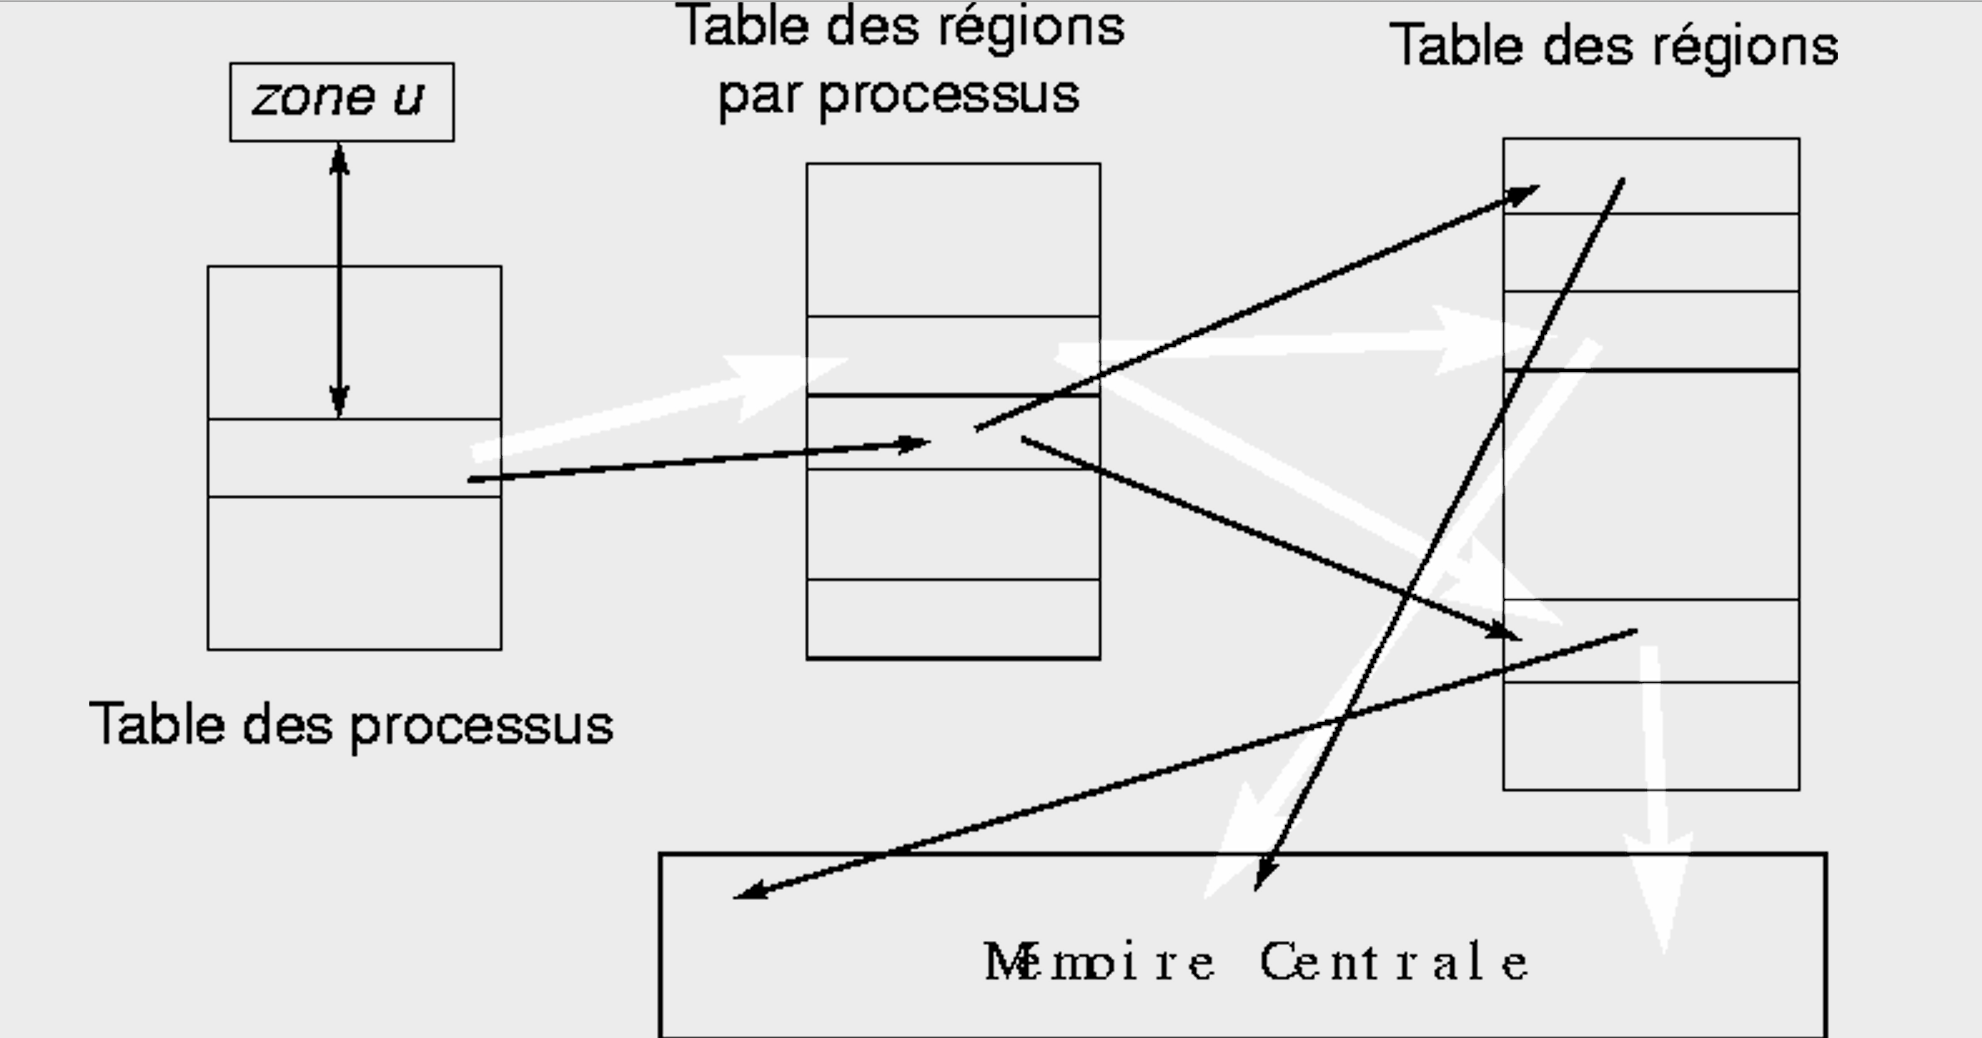 Table des régions
par processus
Table des régions
zone u
Table des processus
Mémoire Centrale